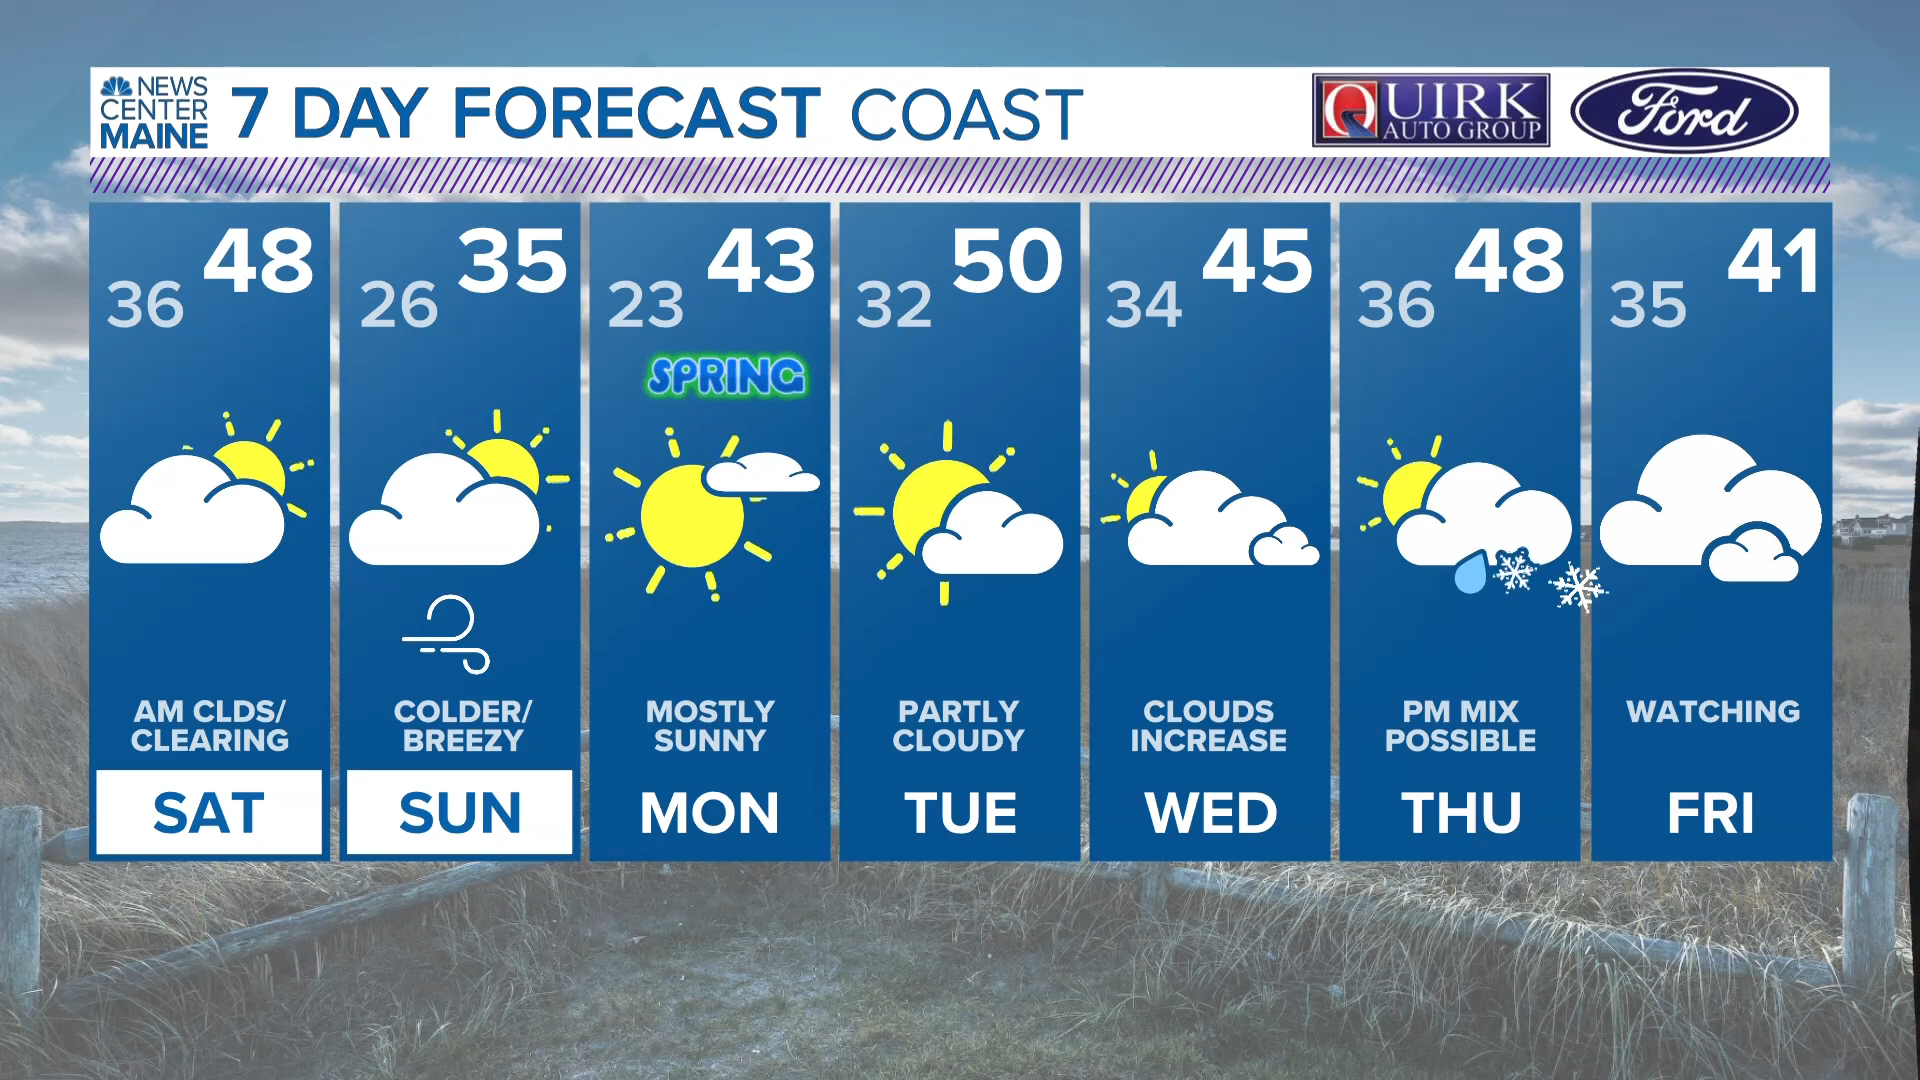 NEWS
CENTER
MAINE
7 DAY FORECAST COAST
QUIRK
AUTO GROUP
Ford
36 48
26 35
23 43
32 50
34 45
36 48
35 41
SPRING
AM CLDS/
CLEARING
COLDER/
BREEZY
MOSTLY
SUNNY
PARTLY
CLOUDY
CLOUDS
INCREASE
PM MIX
POSSIBLE
WATCHING
SAT
SUN
MON
TUE
WED
THU
FRI